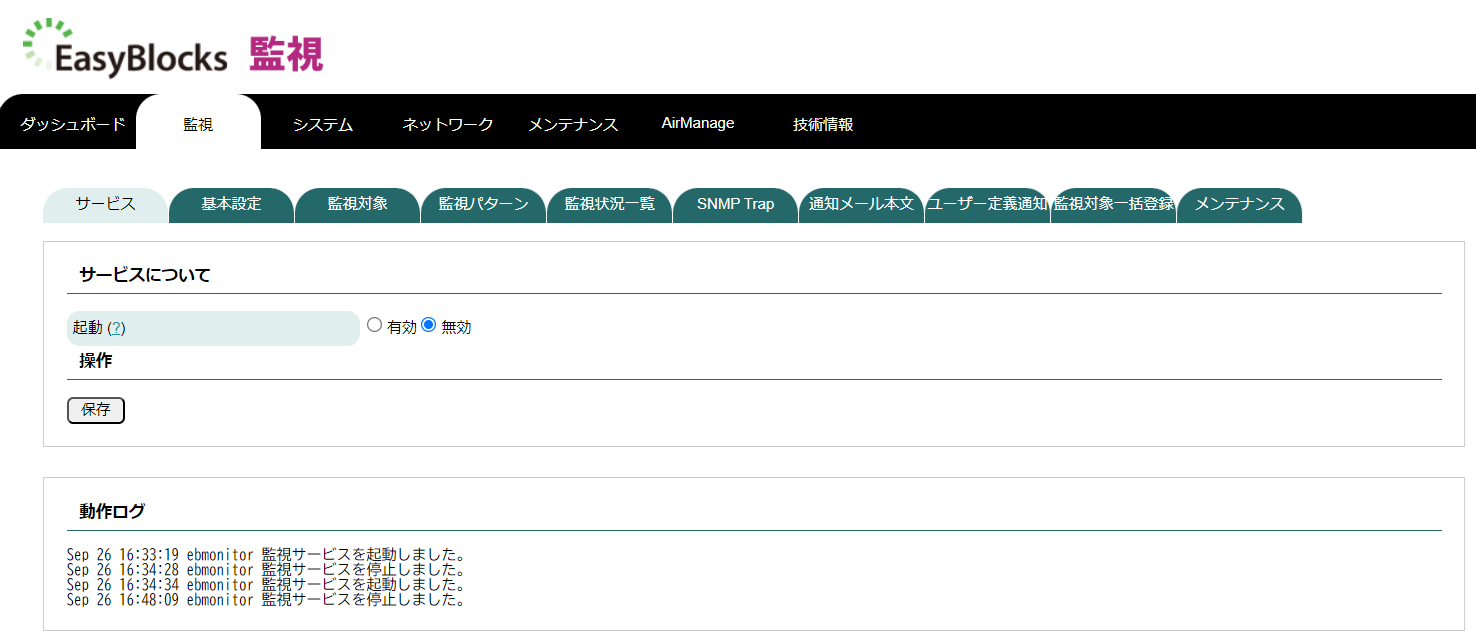 EasyBlocks 監視
ダッシュボード 監視 システム ネットワーク メンテナンス AirManage 技術情報
サービス 基本設定 監視対象 監視パターン 監視状況一覧 SNMP Trap 通知メール本文 ユーザー定義通知 監視対象一括登録 メンテナンス
サービスについて
起動 (?) 有効 無効
操作
保存
動作ログ
Sep 26 16:33:19 ebmonitor 監視サービスを起動しました。
Sep 26 16:34:28 ebmonitor 監視サービスを停止しました。
Sep 26 16:34:34 ebmonitor 監視サービスを起動しました。
Sep 26 16:48:09 ebmonitor 監視サービスを停止しました。